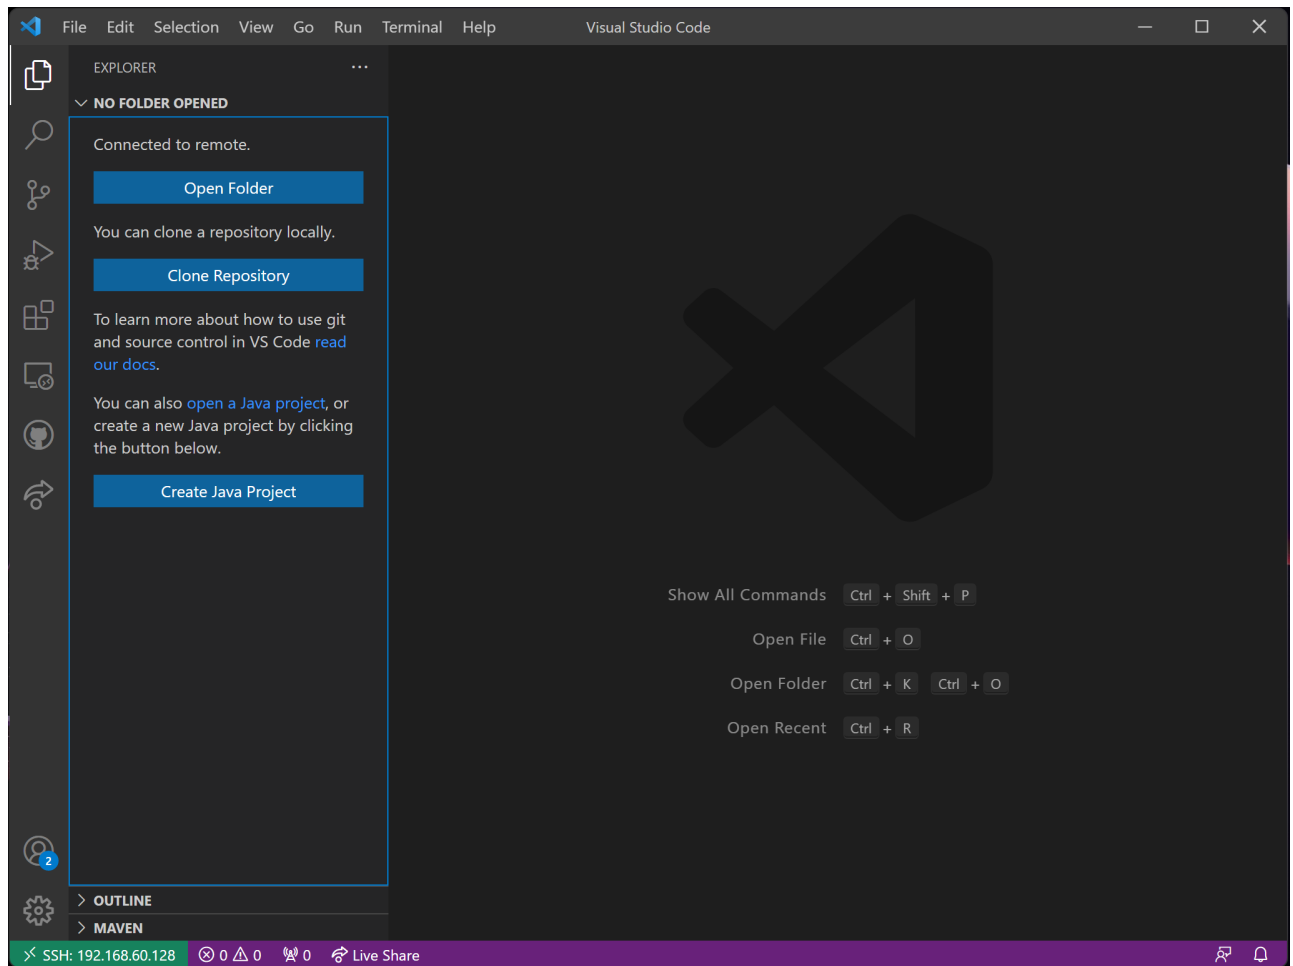 File Edit Selection View Go Run Terminal Help Visual Studio Code
EXPLORER
NO FOLDER OPENED
Connected to remote.
Open Folder
You can clone a repository locally.
Clone Repository
To learn more about how to use git
and source control in VS Code read
our docs.
You can also open a Java project, or
create a new Java project by clicking
the button below.
Create Java Project
Show All Commands Ctrl + Shift + P
Open File Ctrl + O
Open Folder Ctrl + K Ctrl + O
Open Recent Ctrl + R
2
OUTLINE
MAVEN
SSH: 192.168.60.128 0 0 0 Live Share